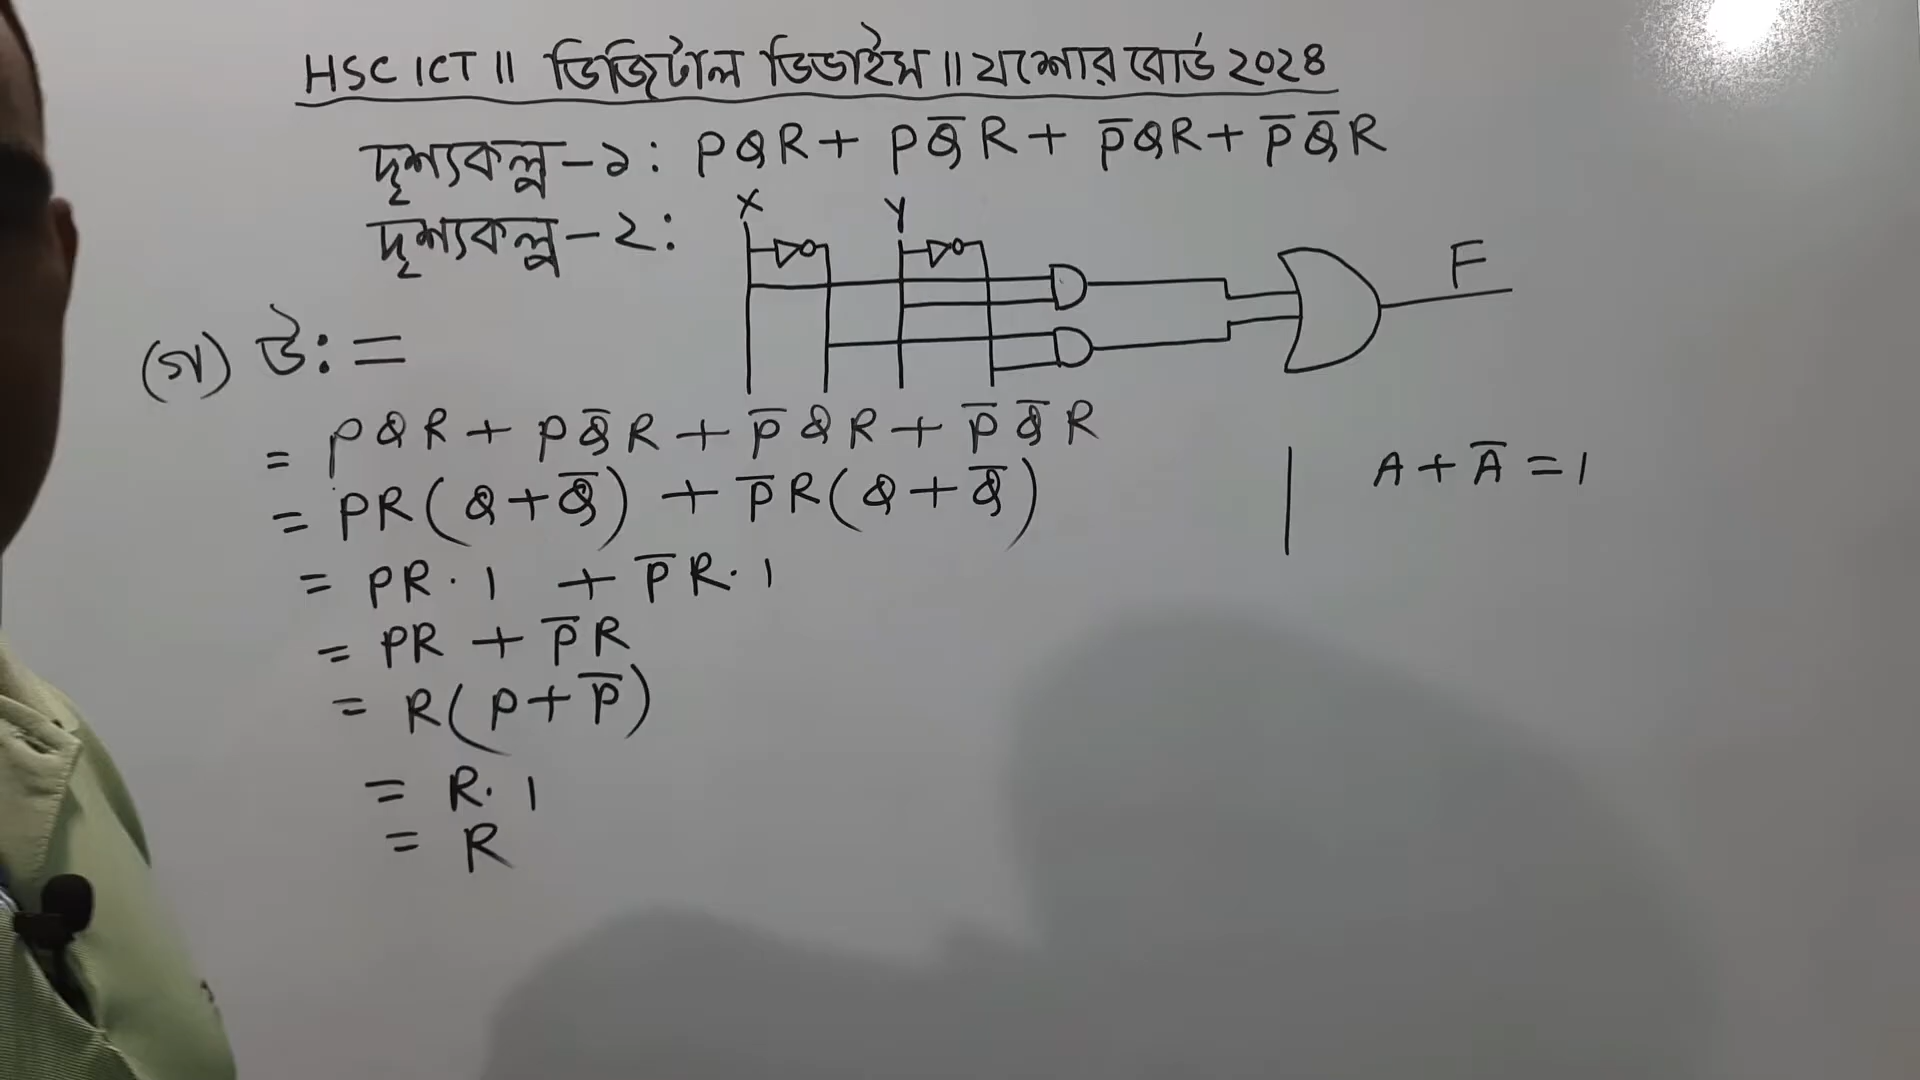 HSC ICT ॥ ডিজিটাল ডিভাইস ॥ যশোর বোর্ড ২০২৪
দৃশ্যকল্প-১: PQR + PQ̅R + P̅QR + P̅Q̅R
দৃশ্যকল্প-২:
X Y
F
(গ) উ: =
= PQR + PQ̅R + P̅QR + P̅Q̅R
= PR(Q+Q̅) + P̅R(Q+Q̅)
A + A̅ = 1
= PR·1 + P̅R·1
= PR + P̅R
= R(P+P̅)
= R·1
= R